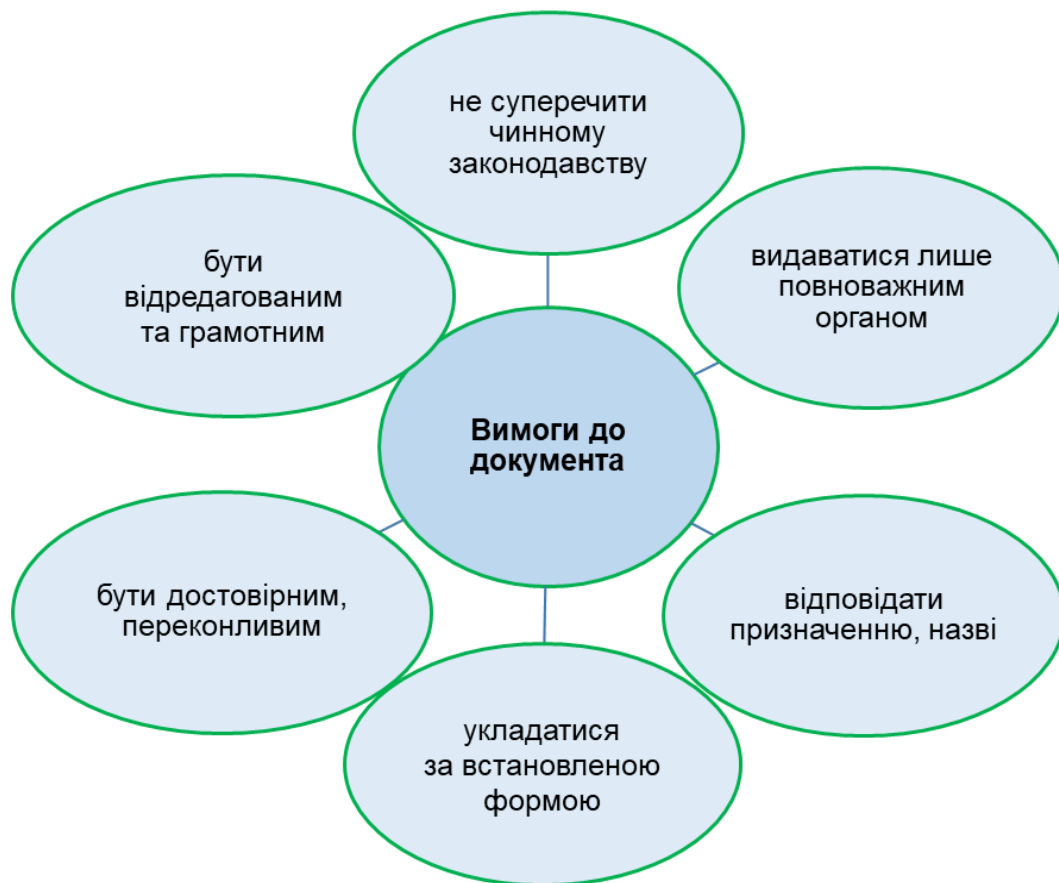 не суперечити
чинному
законодавству
видаватися лише
повноважним
органом
бути
відредагованим
та грамотним
Вимоги до
документа
бути достовірним,
переконливим
відповідати
призначенню, назві
укладатися
за встановленою
формою